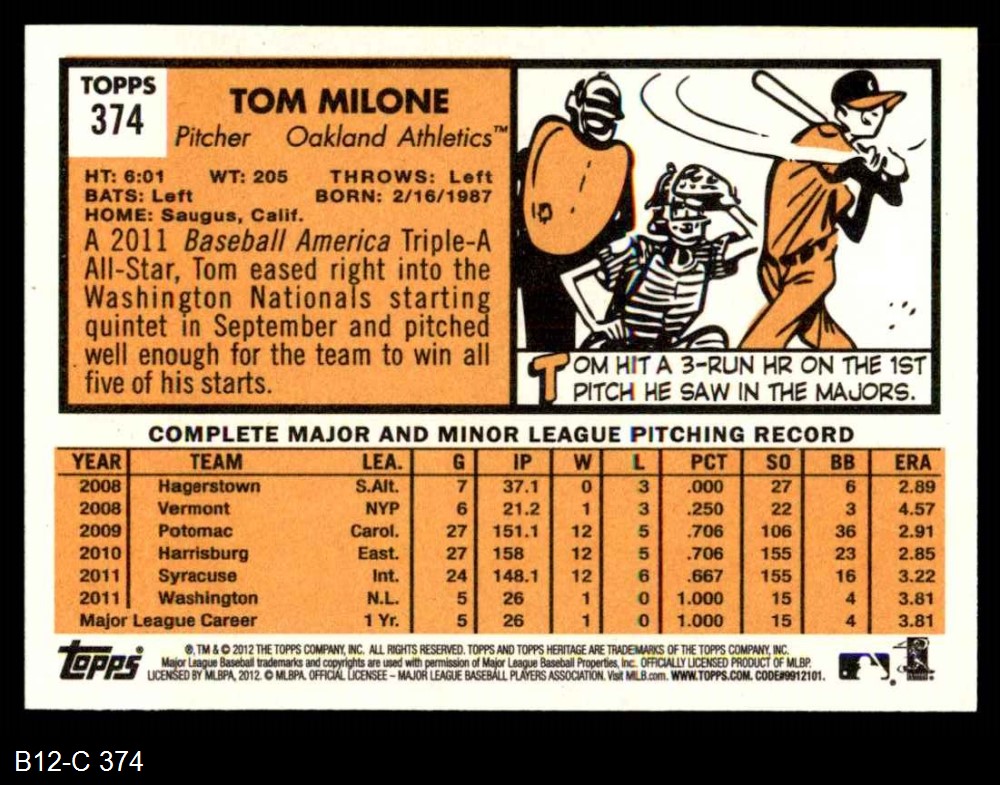 TOPPS
374
TOM MILONE
Pitcher Oakland Athletics™
HT: 6:01 WT: 205 THROWS: Left
BATS: Left BORN: 2/16/1987
HOME: Saugus, Calif.
A 2011 Baseball America Triple-A
All-Star, Tom eased right into the
Washington Nationals starting
quintet in September and pitched
well enough for the team to win all
five of his starts.
TOM HIT A 3-RUN HR ON THE 1ST
PITCH HE SAW IN THE MAJORS.
COMPLETE MAJOR AND MINOR LEAGUE PITCHING RECORD
YEAR TEAM LEA. G IP W L PCT SO BB ERA
2008 Hagerstown S.Atl. 7 37.1 0 3 .000 27 6 2.89
2008 Vermont NYP 6 21.2 1 3 .250 22 3 4.57
2009 Potomac Carol. 27 151.1 12 5 .706 106 36 2.91
2010 Harrisburg East. 27 158 12 5 .706 155 23 2.85
2011 Syracuse Int. 24 148.1 12 6 .667 155 16 3.22
2011 Washington N.L. 5 26 1 0 1.000 15 4 3.81
Major League Career 1 Yr. 5 26 1 0 1.000 15 4 3.81
Topps
®, TM & © 2012 THE TOPPS COMPANY, INC. ALL RIGHTS RESERVED. TOPPS AND TOPPS HERITAGE ARE TRADEMARKS OF THE TOPPS COMPANY, INC.
Major League Baseball trademarks and copyrights are used with permission of Major League Baseball Properties, Inc. OFFICIALLY LICENSED PRODUCT OF MLBP.
LICENSED BY MLBPA, 2012. © MLBPA. OFFICIAL LICENSEE – MAJOR LEAGUE BASEBALL PLAYERS ASSOCIATION. Visit MLB.com. WWW.TOPPS.COM. CODE#9912101.
B12-C 374